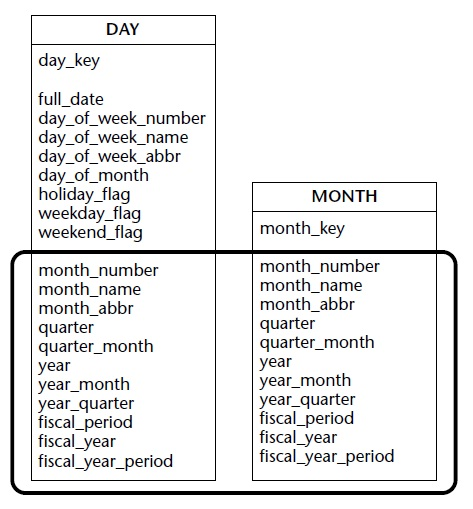 DAY
day_key
full_date
day_of_week_number
day_of_week_name
day_of_week_abbr
day_of_month
holiday_flag
weekday_flag
weekend_flag
month_number
month_name
month_abbr
quarter
quarter_month
year
year_month
year_quarter
fiscal_period
fiscal_year
fiscal_year_period
MONTH
month_key
month_number
month_name
month_abbr
quarter
quarter_month
year
year_month
year_quarter
fiscal_period
fiscal_year
fiscal_year_period